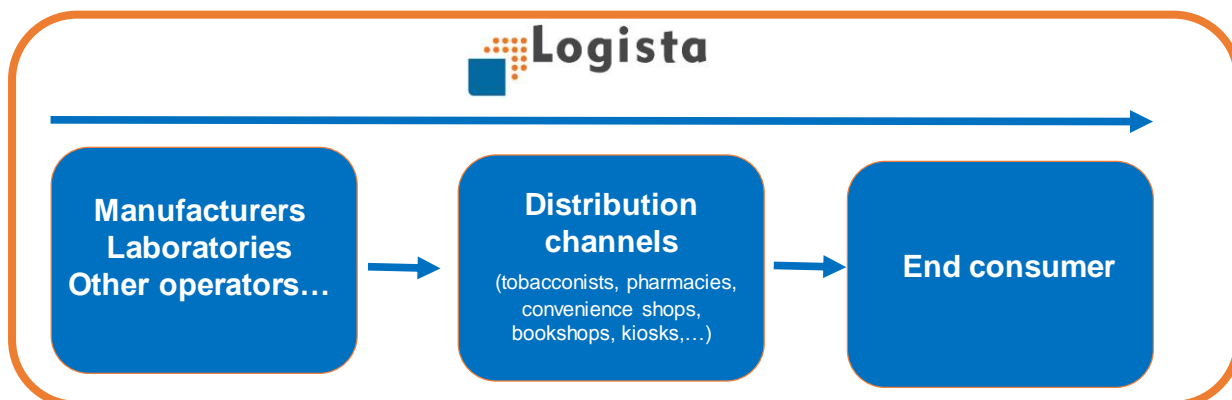 Logista
Manufacturers
Laboratories
Other operators…
Distribution
channels
(tobacconists, pharmacies,
convenience shops,
bookshops, kiosks,…)
End consumer